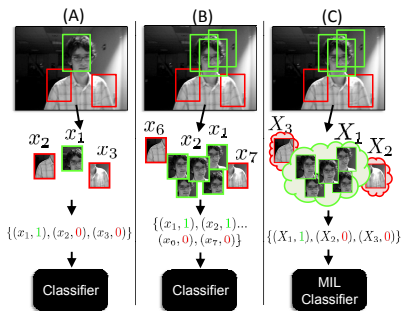 (A)
x₂ x₁ x₃
{(x₁, 1), (x₂, 0), (x₃, 0)}
Classifier
(B)
x₆ x₂ x₁ x₇
{(x₁, 1), (x₂, 1)...
(x₆, 0), (x₇, 0)}
Classifier
(C)
X₃ X₁ X₂
{(X₁, 1), (X₂, 0), (X₃, 0)}
MIL
Classifier